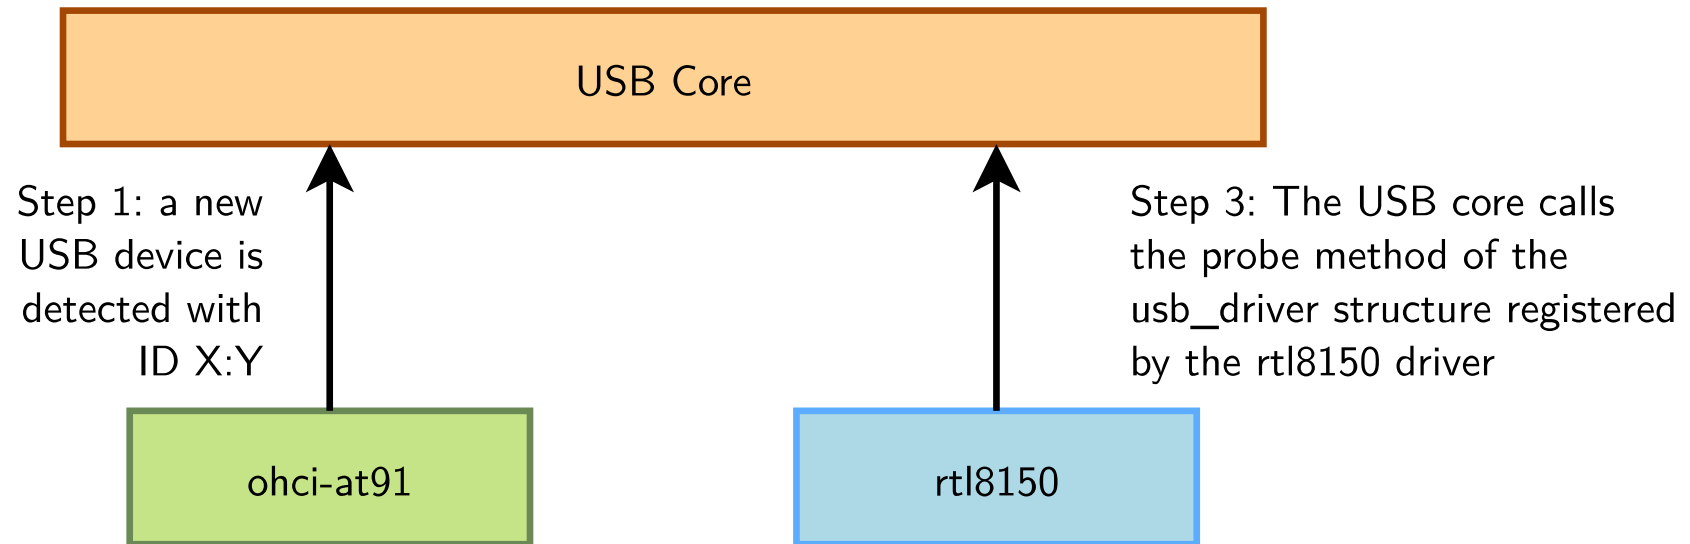 USB Core
Step 1: a new
USB device is
detected with
ID X:Y
Step 3: The USB core calls
the probe method of the
usb_driver structure registered
by the rtl8150 driver
ohci-at91
rtl8150